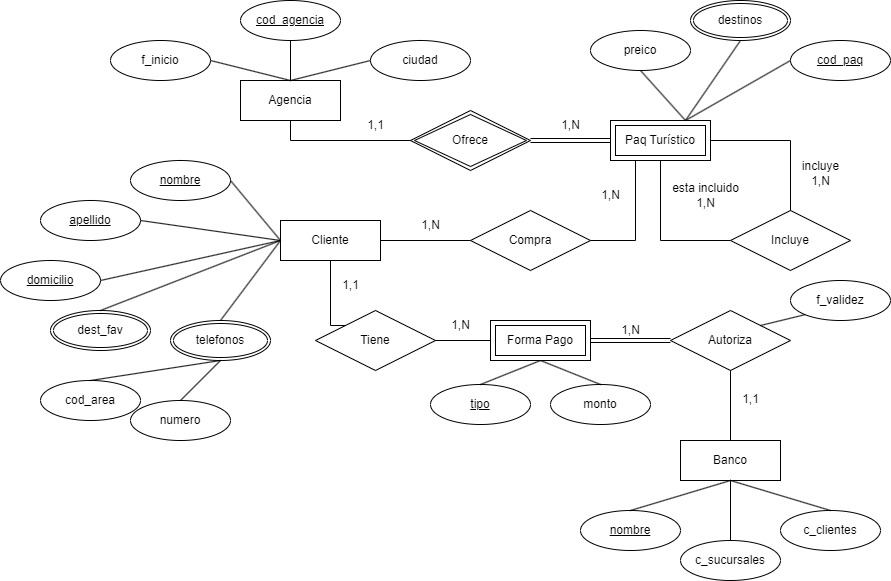 cod_agencia
destinos
f_inicio
ciudad
preico
cod_paq
Agencia
1,1
Ofrece
1,N
Paq Turístico
nombre
incluye
1,N
esta incluido
1,N
1,N
apellido
Cliente
1,N
Compra
Incluye
domicilio
1,1
f_validez
dest_fav
telefonos
Tiene
1,N
Forma Pago
1,N
Autoriza
cod_area
numero
tipo
monto
1,1
Banco
nombre
c_sucursales
c_clientes